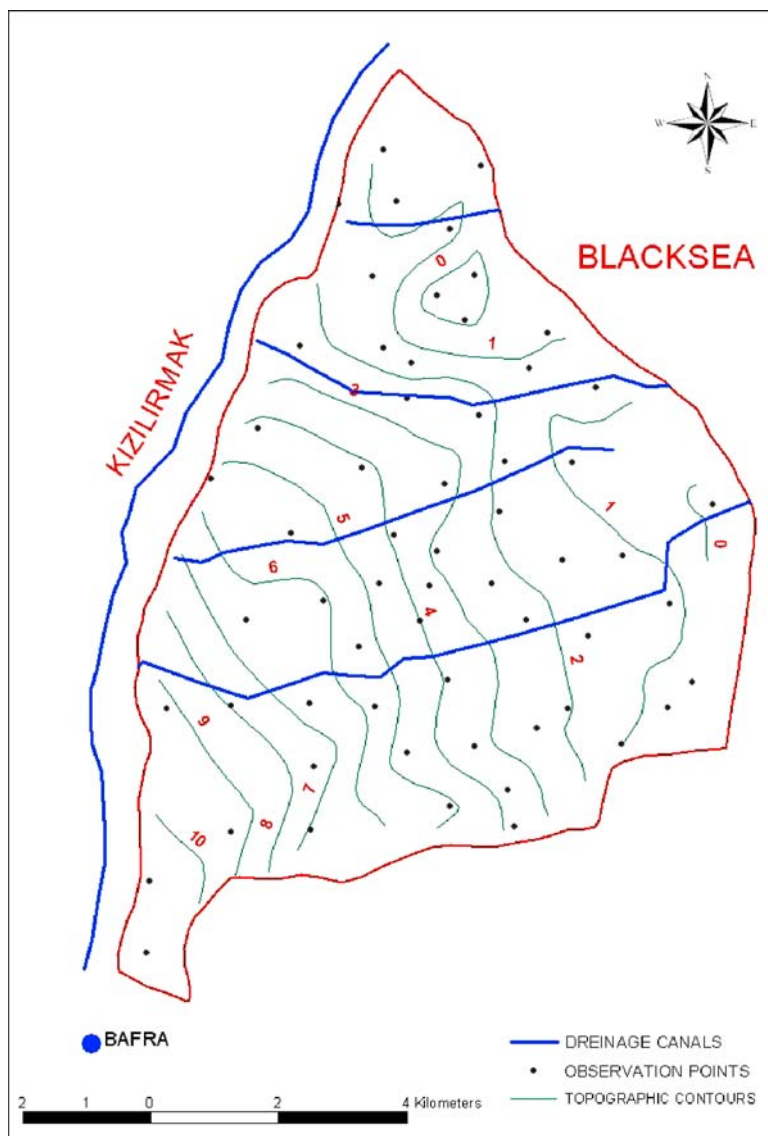 N
W E
S
BLACKSEA
0
1
KIZILIRMAK
3
1
5
0
6
4
2
9
7
8
10
BAFRA
DREINAGE CANALS
OBSERVATION POINTS
TOPOGRAPHIC CONTOURS
2 1 0 2 4 Kilometers